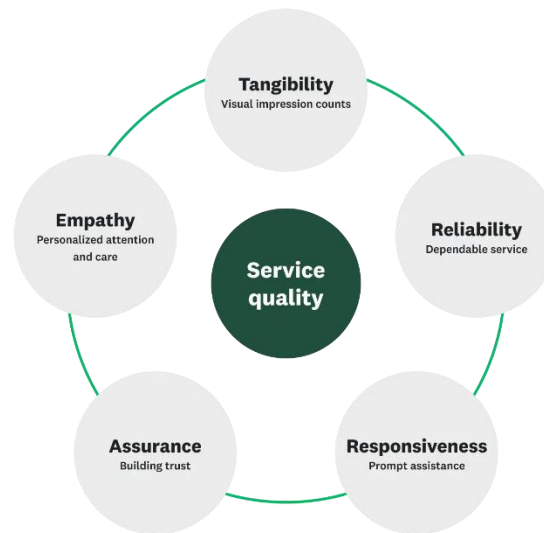 Tangibility
Visual impression counts
Reliability
Dependable service
Responsiveness
Prompt assistance
Assurance
Building trust
Empathy
Personalized attention
and care
Service
quality